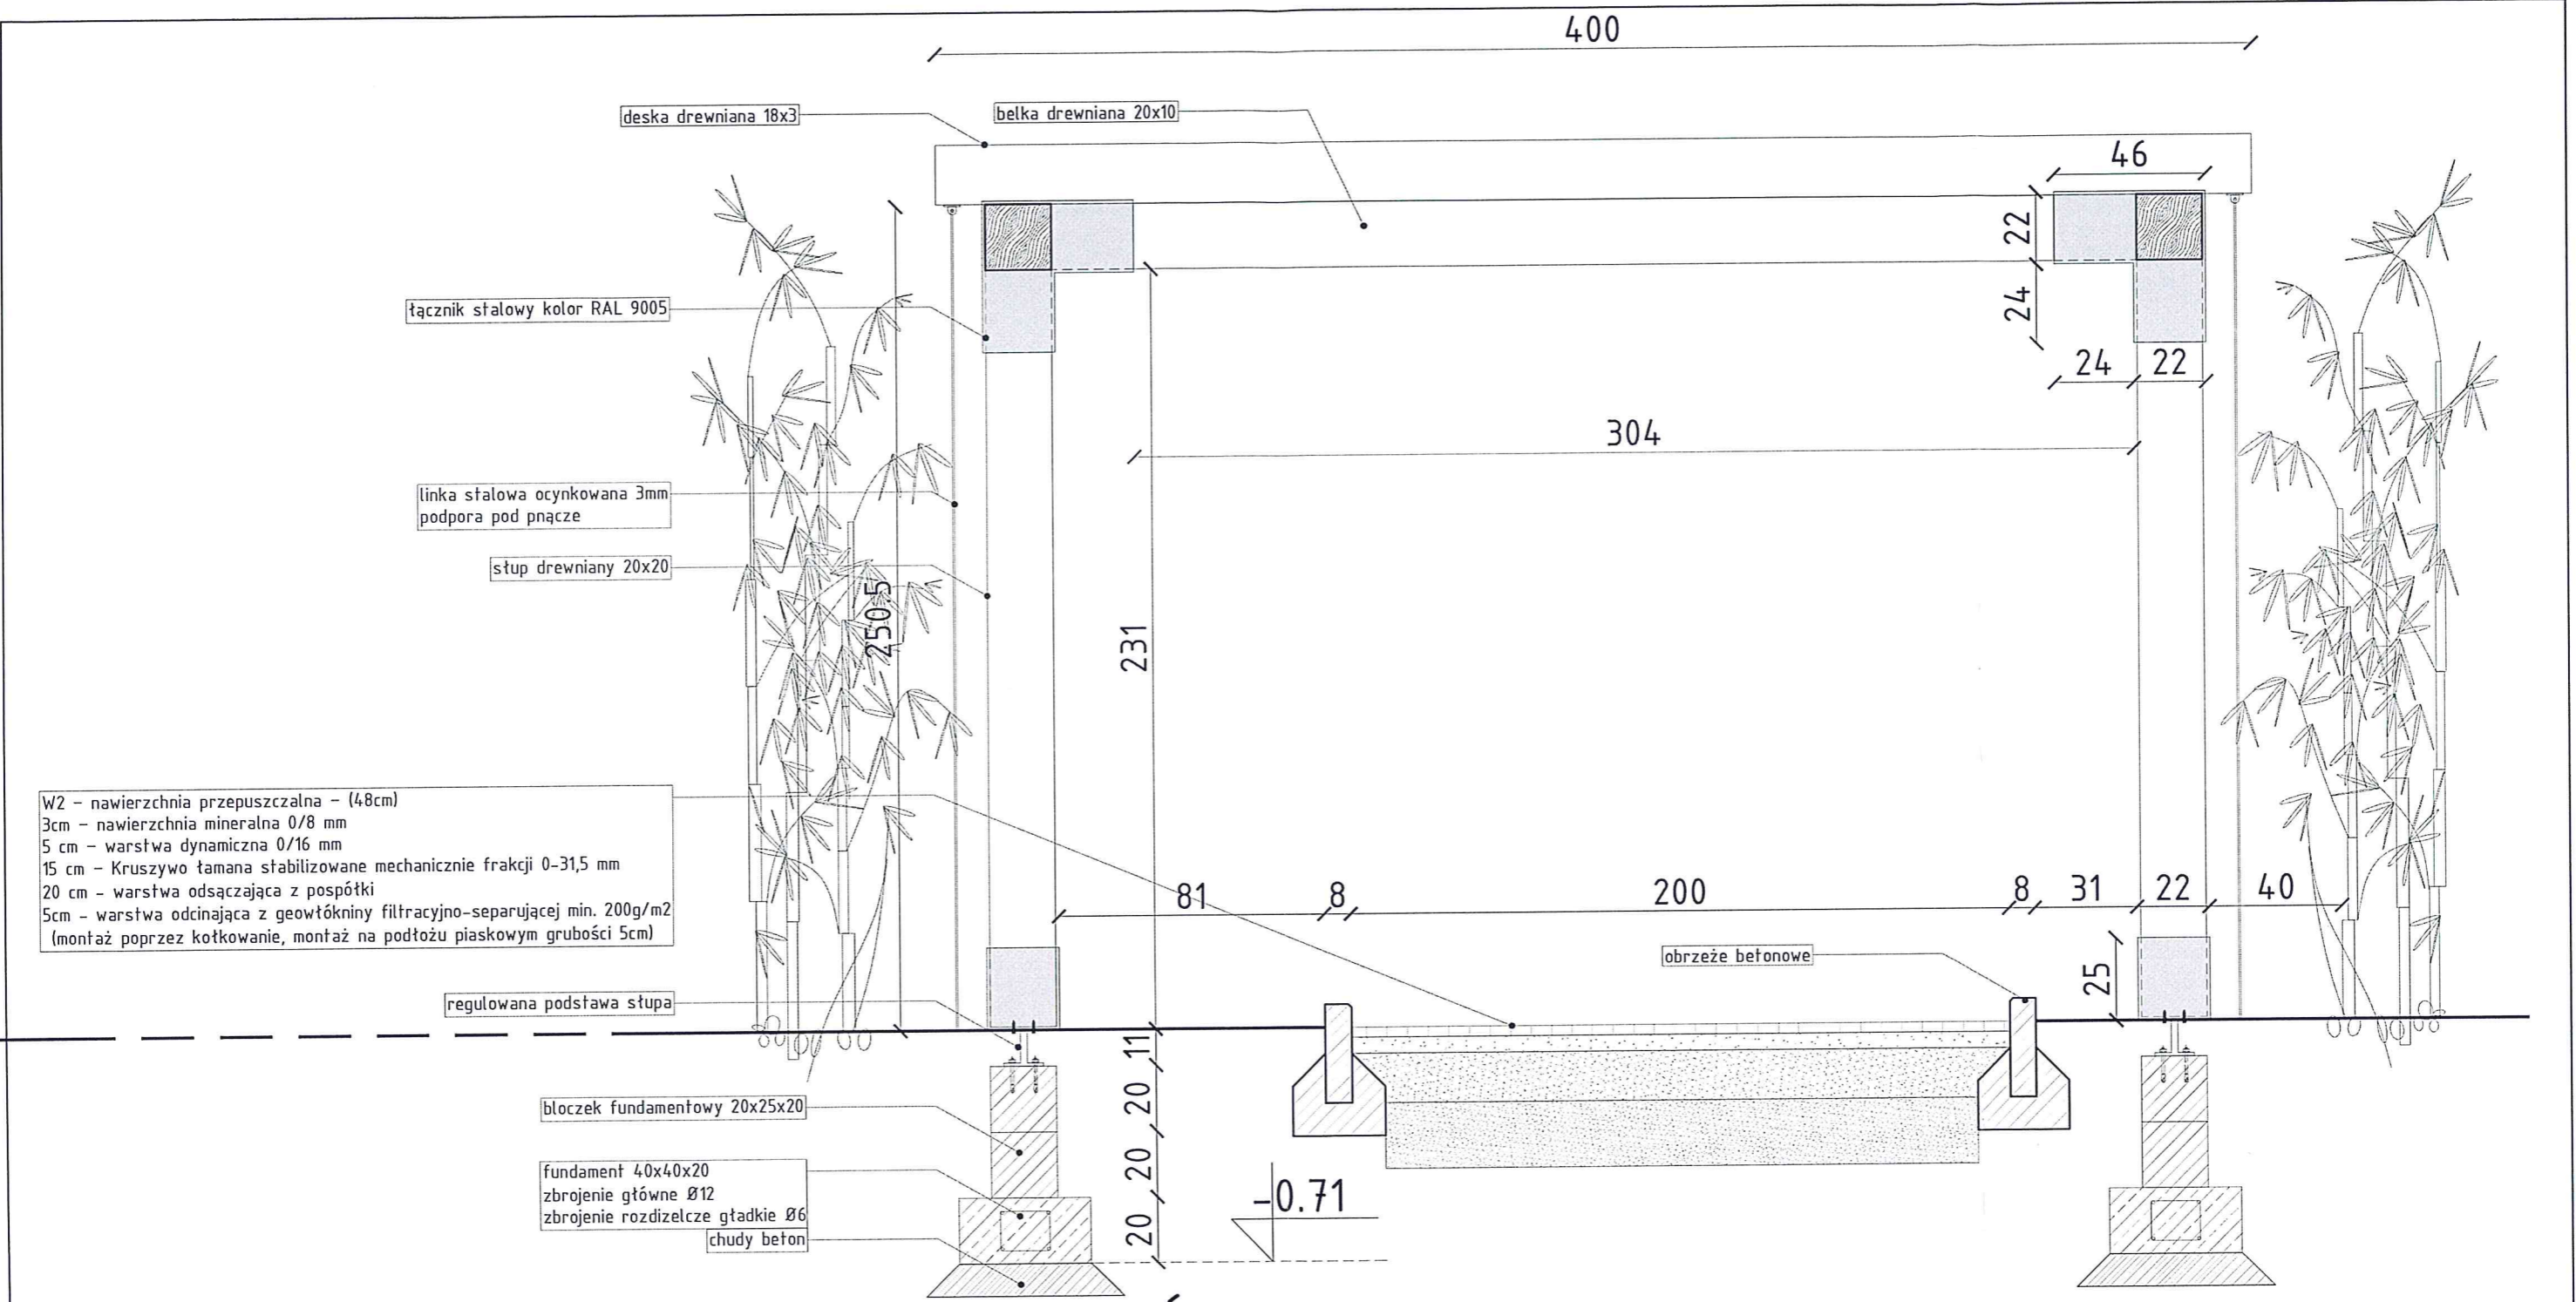 400
deska drewniana 18x3
belka drewniana 20x10
46
22
24
łącznik stalowy kolor RAL 9005
24
22
304
linka stalowa ocynkowana 3mm
podpora pod pnącze
słup drewniany 20x20
250.5
231
W2 - nawierzchnia przepuszczalna - (48cm)
3cm - nawierzchnia mineralna 0/8 mm
5 cm - warstwa dynamiczna 0/16 mm
15 cm - Kruszywo łamana stabilizowane mechanicznie frakcji 0-31,5 mm
20 cm - warstwa odsączająca z pospółki
5cm - warstwa odcinająca z geowłókniny filtracyjno-separującej min. 200g/m2
(montaż poprzez kołkowanie, montaż na podłożu piaskowym grubości 5cm)
81
8
200
8
31
22
40
obrzeże betonowe
25
regulowana podstawa słupa
11
20
bloczek fundamentowy 20x25x20
20
fundament 40x40x20
zbrojenie główne Ø12
zbrojenie rozdizelcze gładkie Ø6
-0.71
20
chudy beton